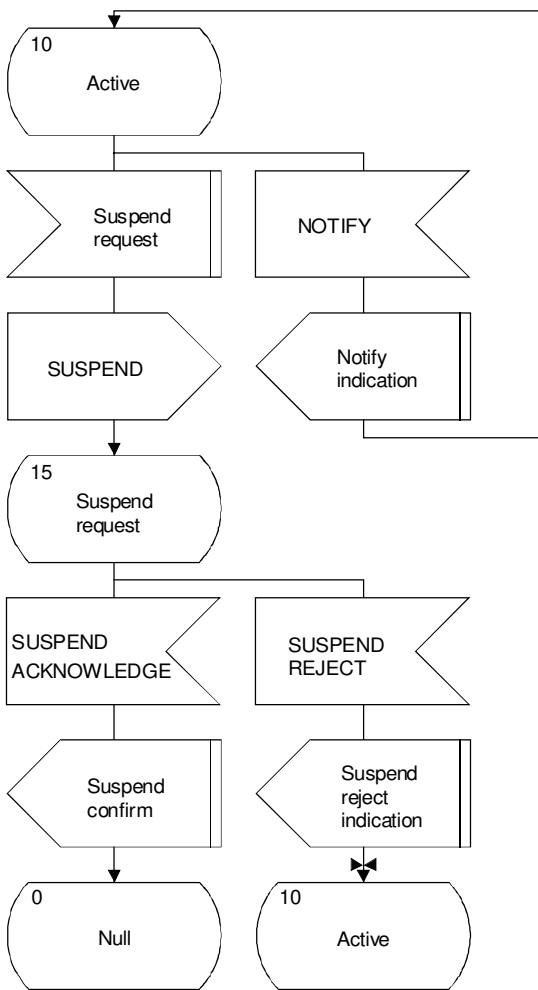 10
Active
Suspend
request
NOTIFY
SUSPEND
Notify
indication
15
Suspend
request
SUSPEND
ACKNOWLEDGE
SUSPEND
REJECT
Suspend
confirm
Suspend
reject
indication
0
Null
10
Active